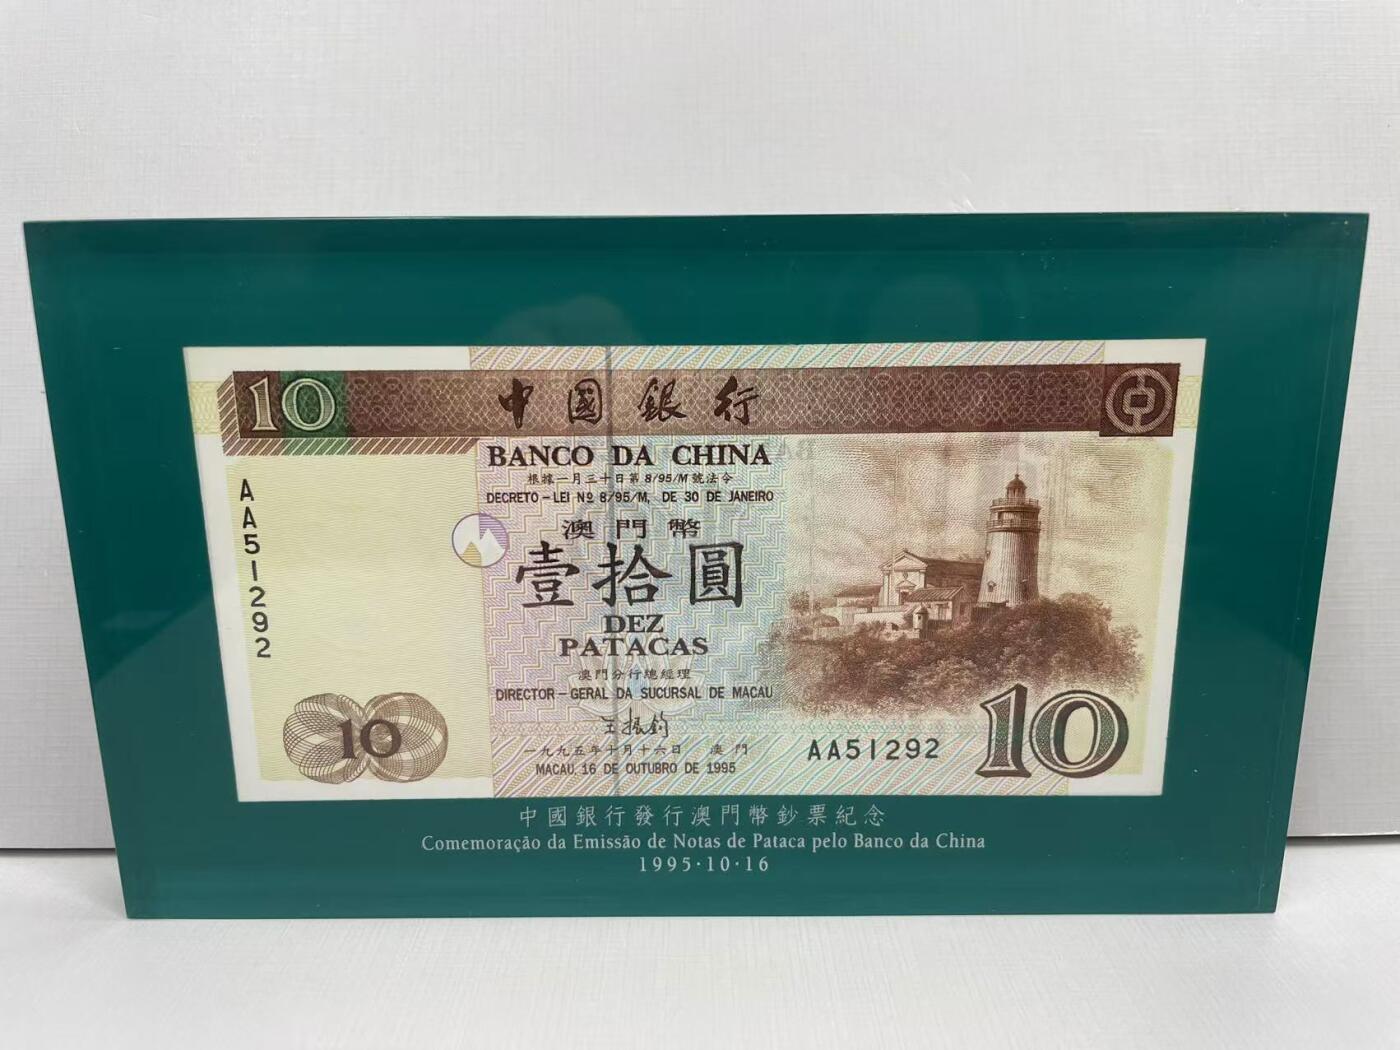 10
中國銀行
BANCO DA CHINA
根據一月三十日第8/95/M號法令
DECRETO-LEI Nº 8/95/M, DE 30 DE JANEIRO
澳門幣
壹拾圓
DEZ
PATACAS
澳門分行總經理
DIRECTOR-GERAL DA SUCURSAL DE MACAU
王振鈞
一九九五年十月十六日 澳門
MACAU, 16 DE OUTUBRO DE 1995
AA51292
10
AA51292
10
中國銀行發行澳門幣鈔票紀念
Comemoração da Emissão de Notas de Pataca pelo Banco da China
1995·10·16